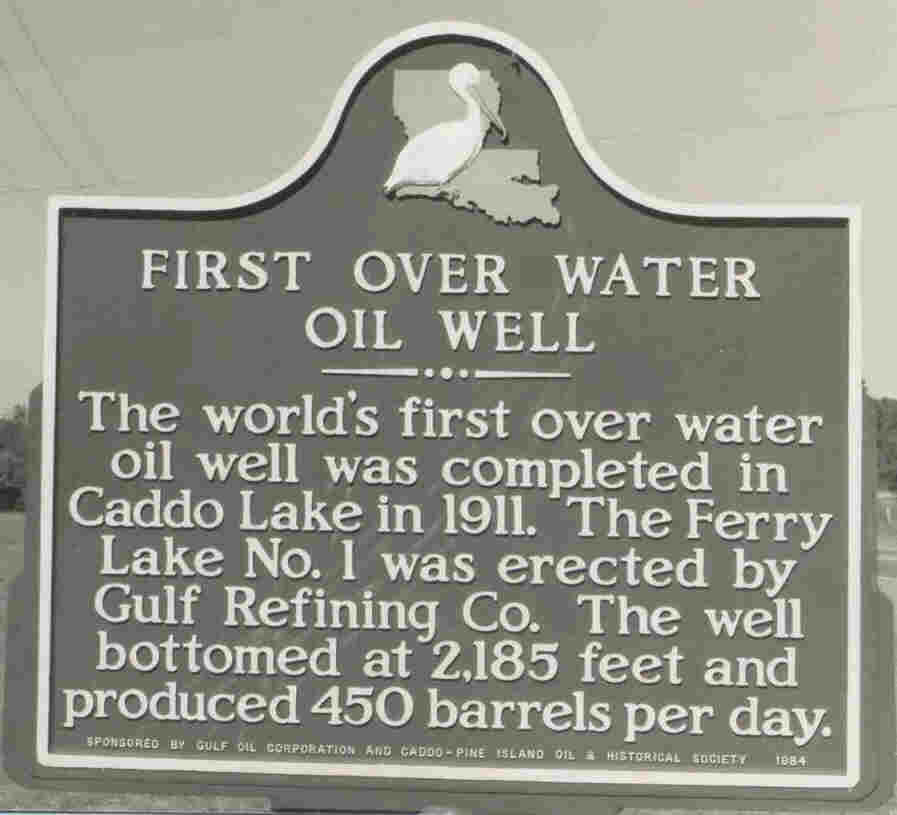 FIRST OVER WATER
OIL WELL
The world's first over water
oil well was completed in
Caddo Lake in 1911. The Ferry
Lake No. 1 was erected by
Gulf Refining Co. The well
bottomed at 2,185 feet and
produced 450 barrels per day.
SPONSORED BY GULF OIL CORPORATION AND CADDO-PINE ISLAND OIL & HISTORICAL SOCIETY 1984